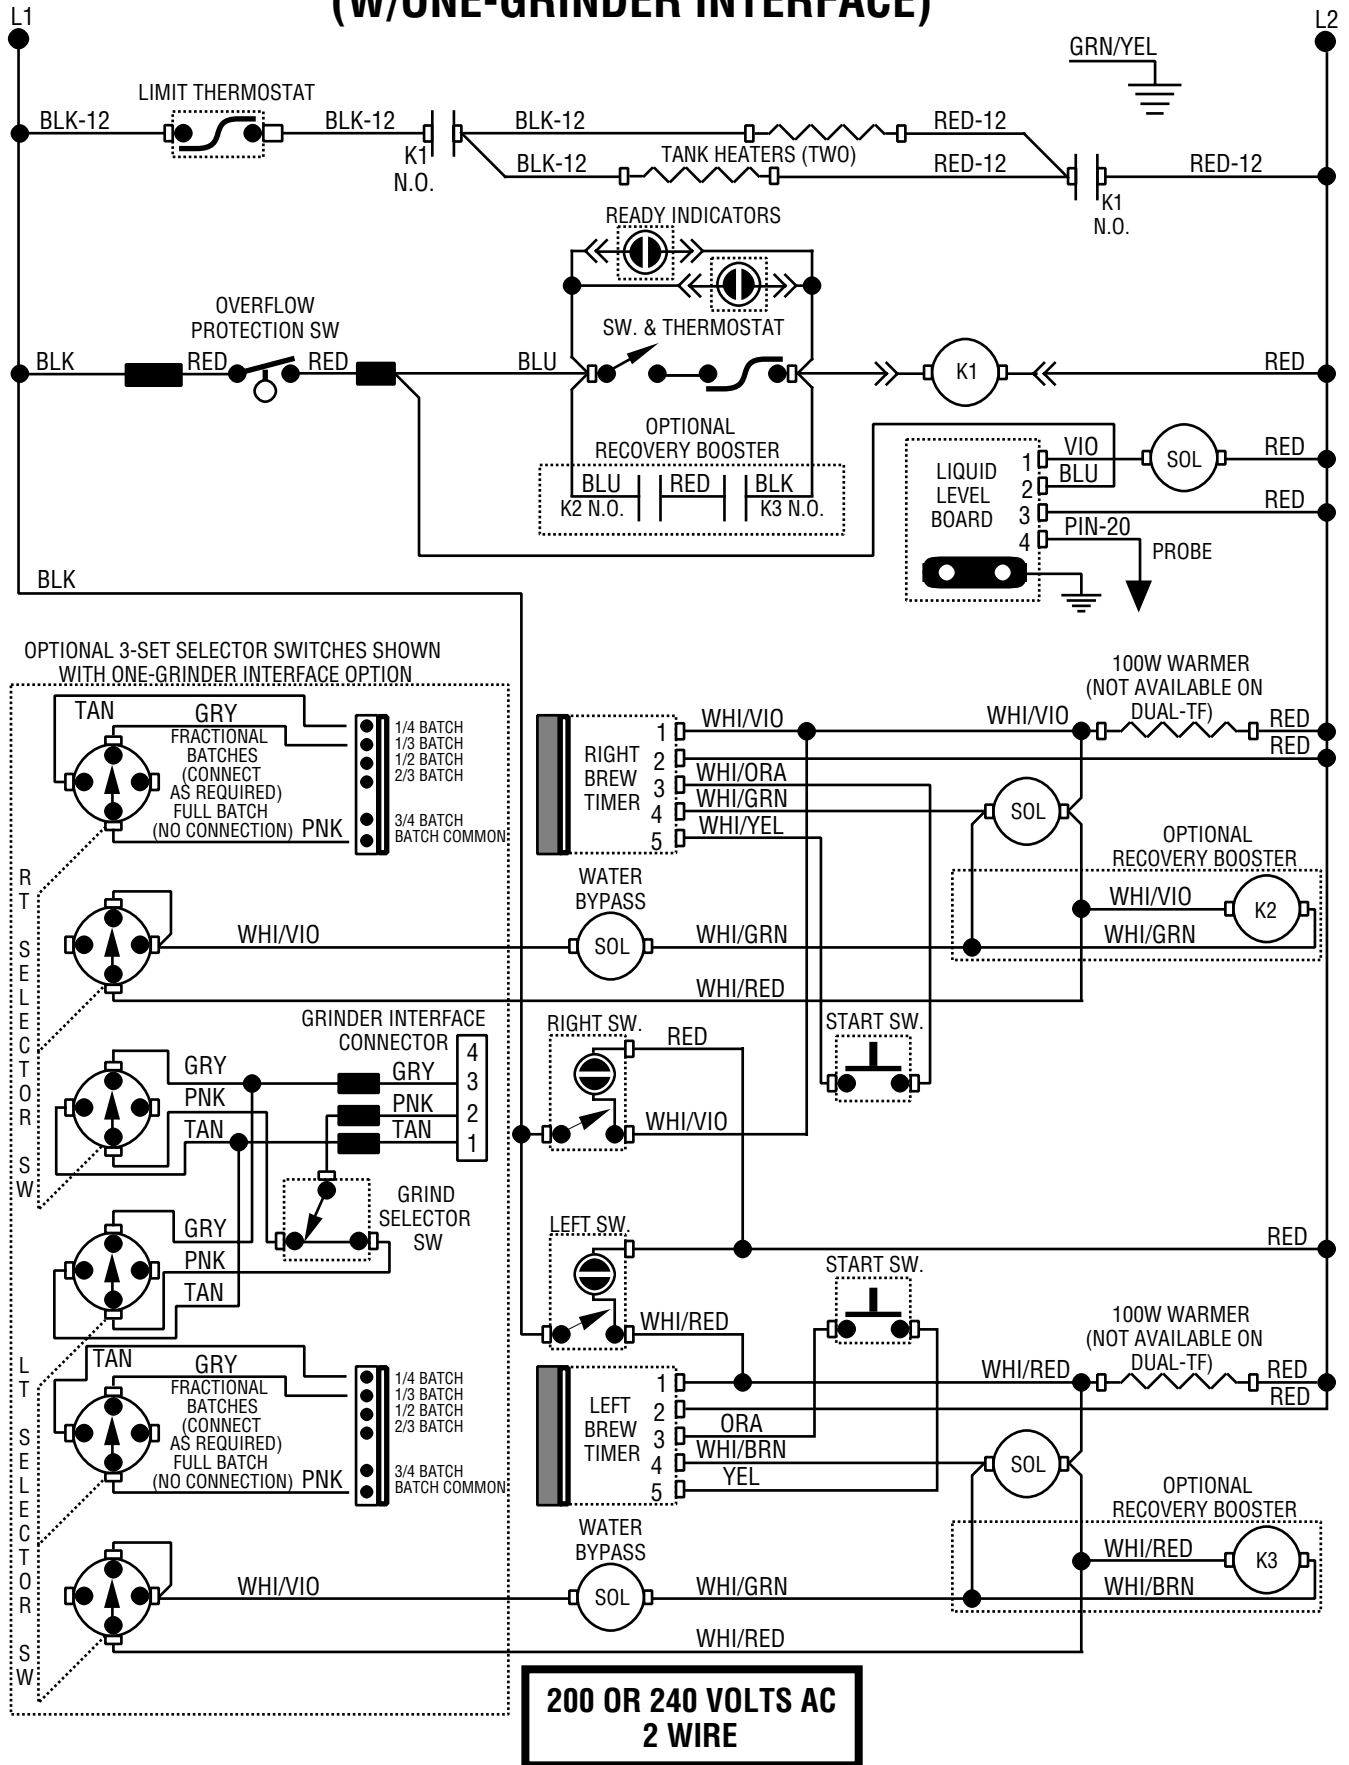 (W/ONE-GRINDER INTERFACE)
L1
L2
GRN/YEL
LIMIT THERMOSTAT
BLK-12
BLK-12
BLK-12
RED-12
K1
N.O.
TANK HEATERS (TWO)
BLK-12
RED-12
RED-12
K1
N.O.
READY INDICATORS
OVERFLOW
PROTECTION SW
SW. & THERMOSTAT
BLK
RED
RED
BLU
K1
RED
OPTIONAL
RECOVERY BOOSTER
BLU
RED
BLK
K2 N.O.
K3 N.O.
LIQUID
LEVEL
BOARD
1
2
3
4
VIO
BLU
SOL
RED
RED
PIN-20
PROBE
BLK
OPTIONAL 3-SET SELECTOR SWITCHES SHOWN
WITH ONE-GRINDER INTERFACE OPTION
TAN
GRY
FRACTIONAL
BATCHES
(CONNECT
AS REQUIRED)
FULL BATCH
(NO CONNECTION)
PNK
1/4 BATCH
1/3 BATCH
1/2 BATCH
2/3 BATCH
3/4 BATCH
BATCH COMMON
RIGHT
BREW
TIMER
1
2
3
4
5
WHI/VIO
WHI/ORA
WHI/GRN
WHI/YEL
WHI/VIO
100W WARMER
(NOT AVAILABLE ON
DUAL-TF)
RED
RED
SOL
OPTIONAL
RECOVERY BOOSTER
WHI/VIO
K2
WHI/GRN
RT SELECTOR SW
WHI/VIO
WATER
BYPASS
SOL
WHI/GRN
WHI/RED
GRINDER INTERFACE
CONNECTOR
4
3
2
1
GRY
PNK
TAN
GRY
PNK
TAN
RIGHT SW.
RED
WHI/VIO
START SW.
GRIND
SELECTOR
SW
GRY
PNK
TAN
LEFT SW.
RED
WHI/RED
START SW.
LT SELECTOR SW
TAN
GRY
FRACTIONAL
BATCHES
(CONNECT
AS REQUIRED)
FULL BATCH
(NO CONNECTION)
PNK
1/4 BATCH
1/3 BATCH
1/2 BATCH
2/3 BATCH
3/4 BATCH
BATCH COMMON
LEFT
BREW
TIMER
1
2
3
4
5
ORA
WHI/BRN
YEL
WHI/RED
100W WARMER
(NOT AVAILABLE ON
DUAL-TF)
RED
RED
SOL
OPTIONAL
RECOVERY BOOSTER
WHI/RED
K3
WHI/BRN
WHI/VIO
WATER
BYPASS
SOL
WHI/GRN
WHI/RED
200 OR 240 VOLTS AC
2 WIRE